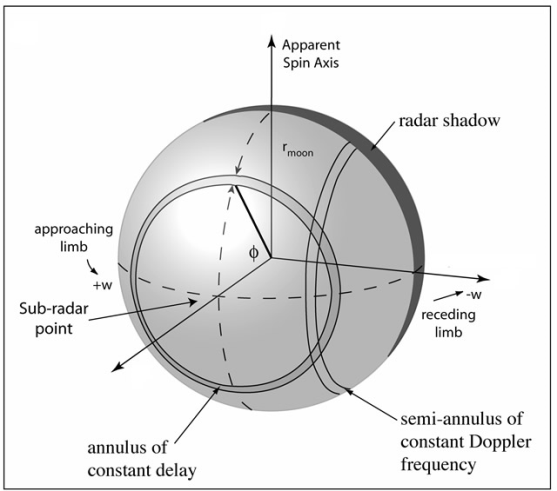 Apparent
Spin Axis
radar shadow
r moon
approaching
limb
+w
ϕ
Sub-radar
point
-w
receding
limb
annulus of
constant delay
semi-annulus of
constant Doppler
frequency